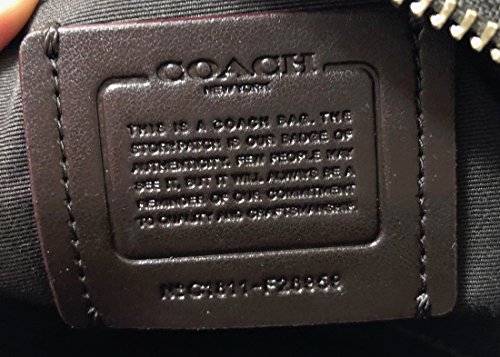 COACH
NEW YORK
THIS IS A COACH BAG. THE
STORYPATCH IS OUR BADGE OF
AUTHENTICITY. FEW PEOPLE MAY
SEE IT, BUT IT WILL ALWAYS BE A
REMINDER OF OUR COMMITMENT
TO QUALITY AND CRAFTSMANSHIP.